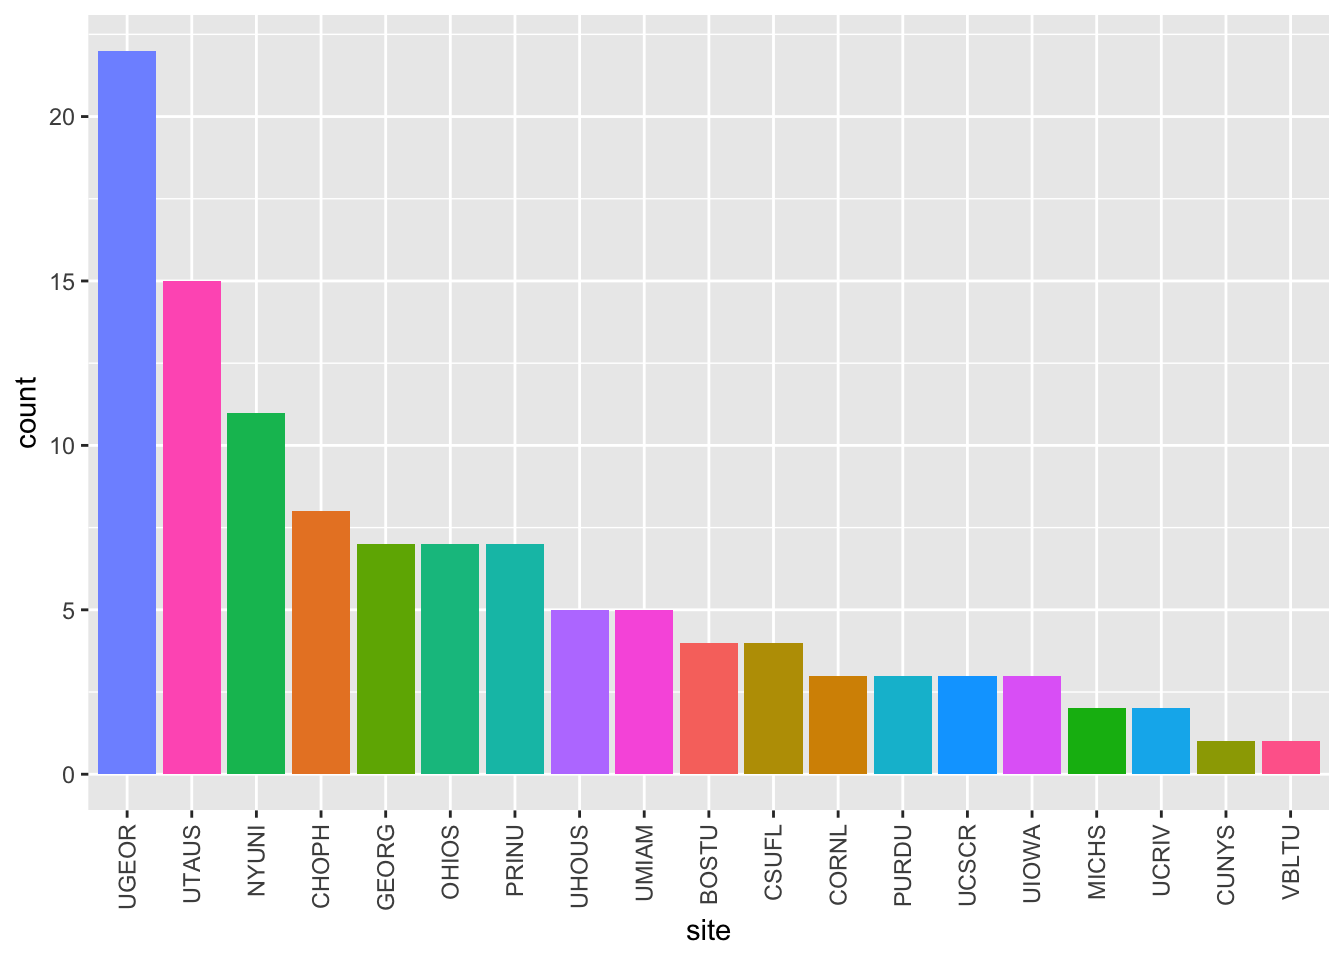 count
20
15
10
5
0
UGEOR
UTAUS
NYUNI
CHOPH
GEORG
OHIOS
PRINU
UHOUS
UMIAM
BOSTU
CSUFL
CORNL
PURDU
UCSCR
UIOWA
MICHS
UCRIV
CUNYS
VBLTU
site